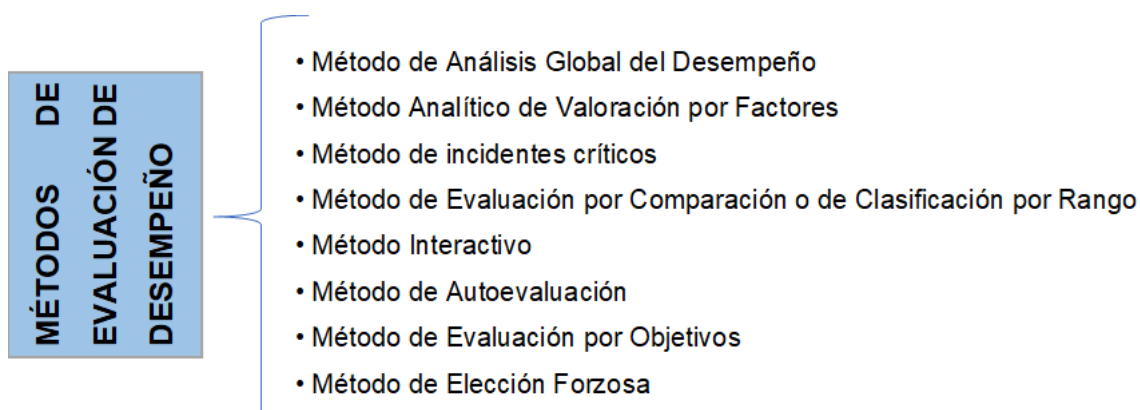 MÉTODOS DE
EVALUACIÓN DE
DESEMPEÑO
• Método de Análisis Global del Desempeño
• Método Analítico de Valoración por Factores
• Método de incidentes críticos
• Método de Evaluación por Comparación o de Clasificación por Rango
• Método Interactivo
• Método de Autoevaluación
• Método de Evaluación por Objetivos
• Método de Elección Forzosa